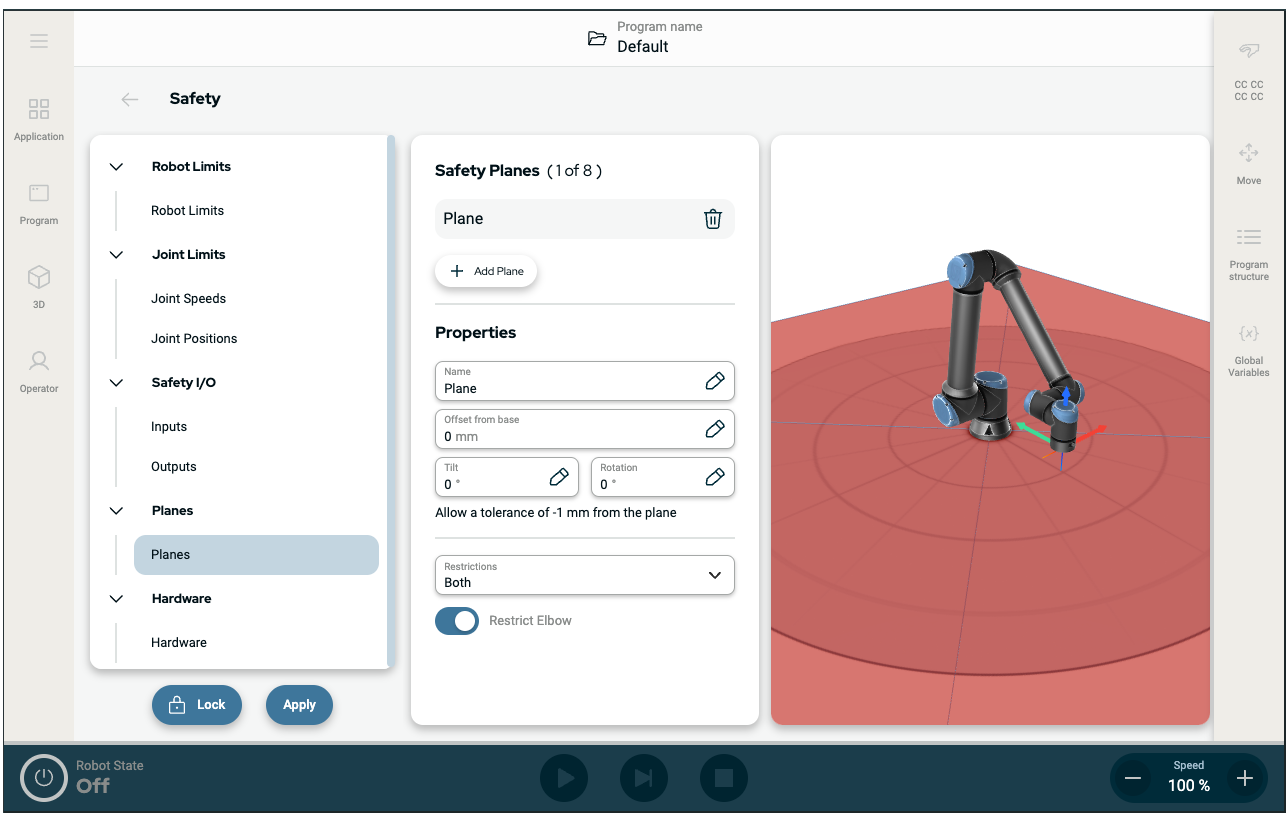 Program name
Default
Application
Program
3D
Operator
Safety
Robot Limits
Robot Limits
Joint Limits
Joint Speeds
Joint Positions
Safety I/O
Inputs
Outputs
Planes
Planes
Hardware
Hardware
Lock
Apply
Safety Planes (1 of 8)
Plane
Add Plane
Properties
Name
Plane
Offset from base
0 mm
Tilt
0 °
Rotation
0 °
Allow a tolerance of -1 mm from the plane
Restrictions
Both
Restrict Elbow
CC CC
CC CC
Move
Program
structure
{x}
Global
Variables
Robot State
Off
Speed
100 %